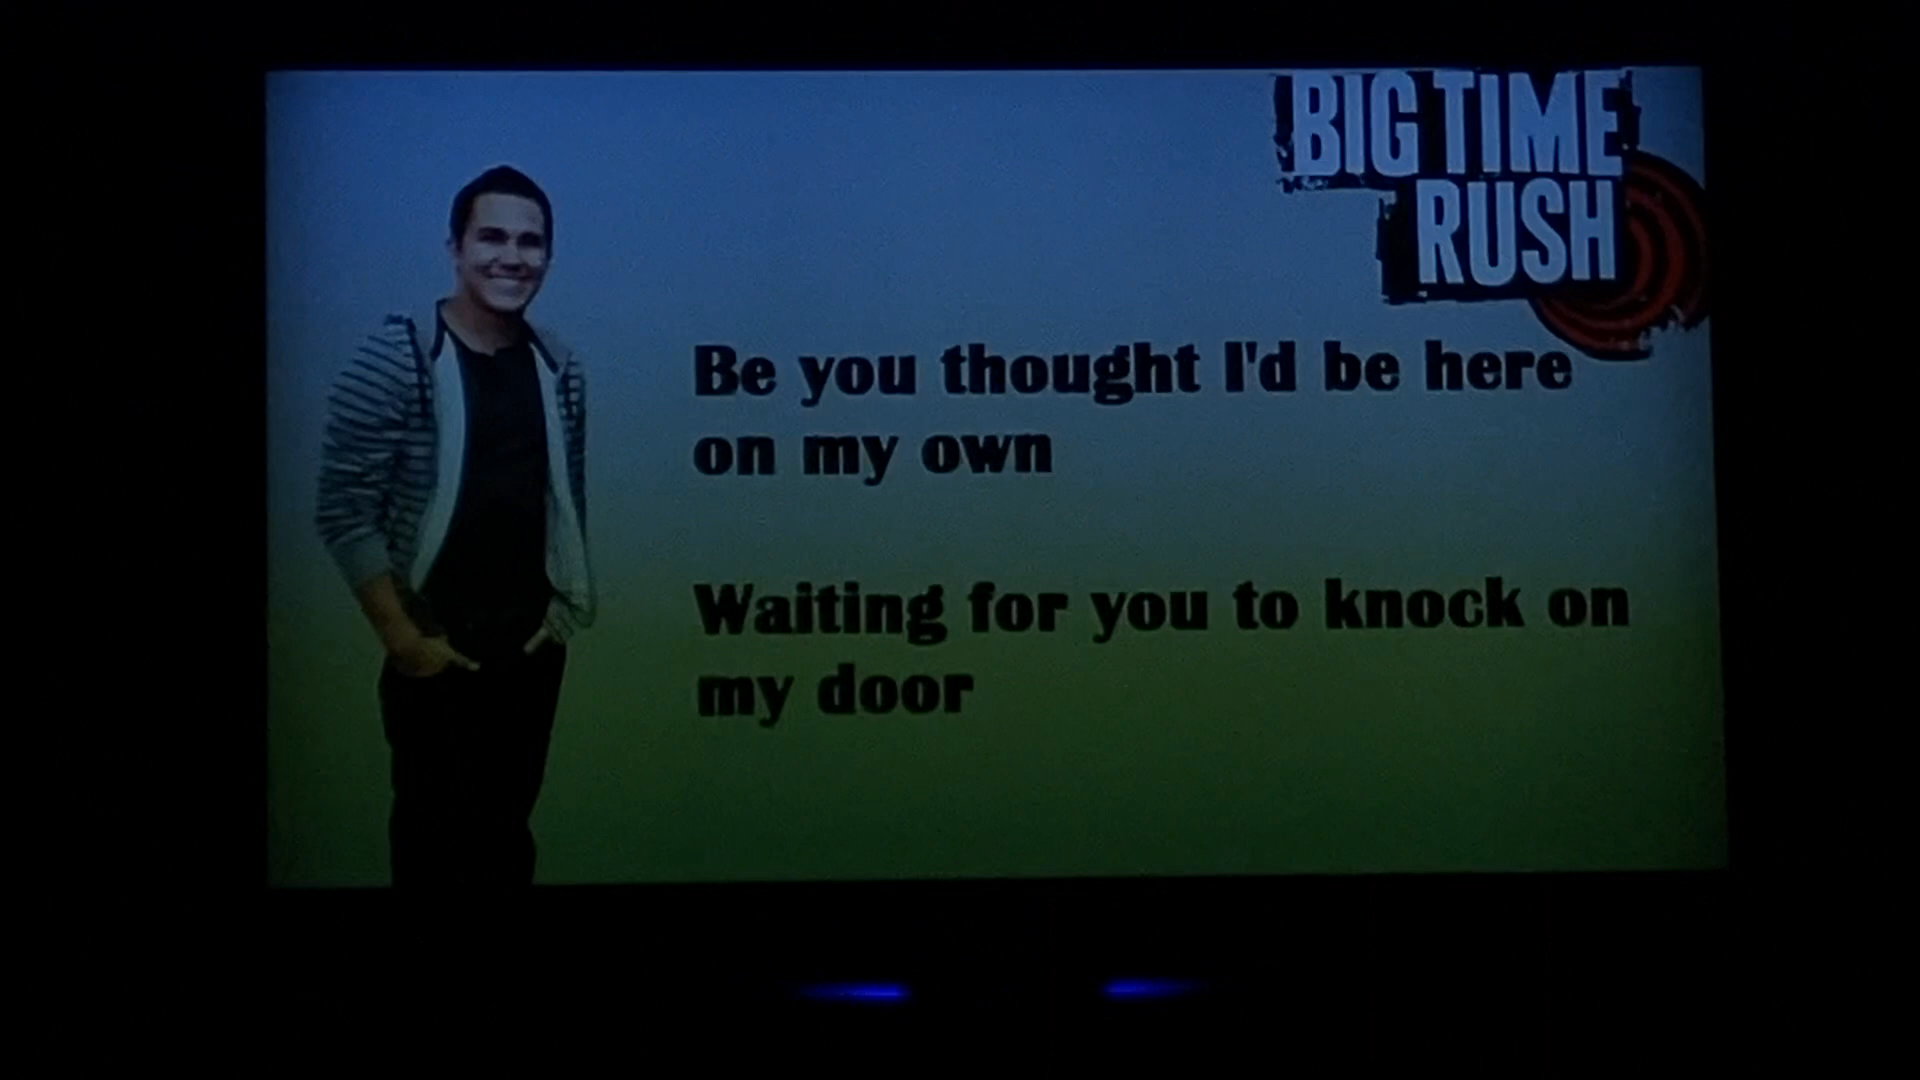 BIG TIME
RUSH
Be you thought I'd be here
on my own
Waiting for you to knock on
my door